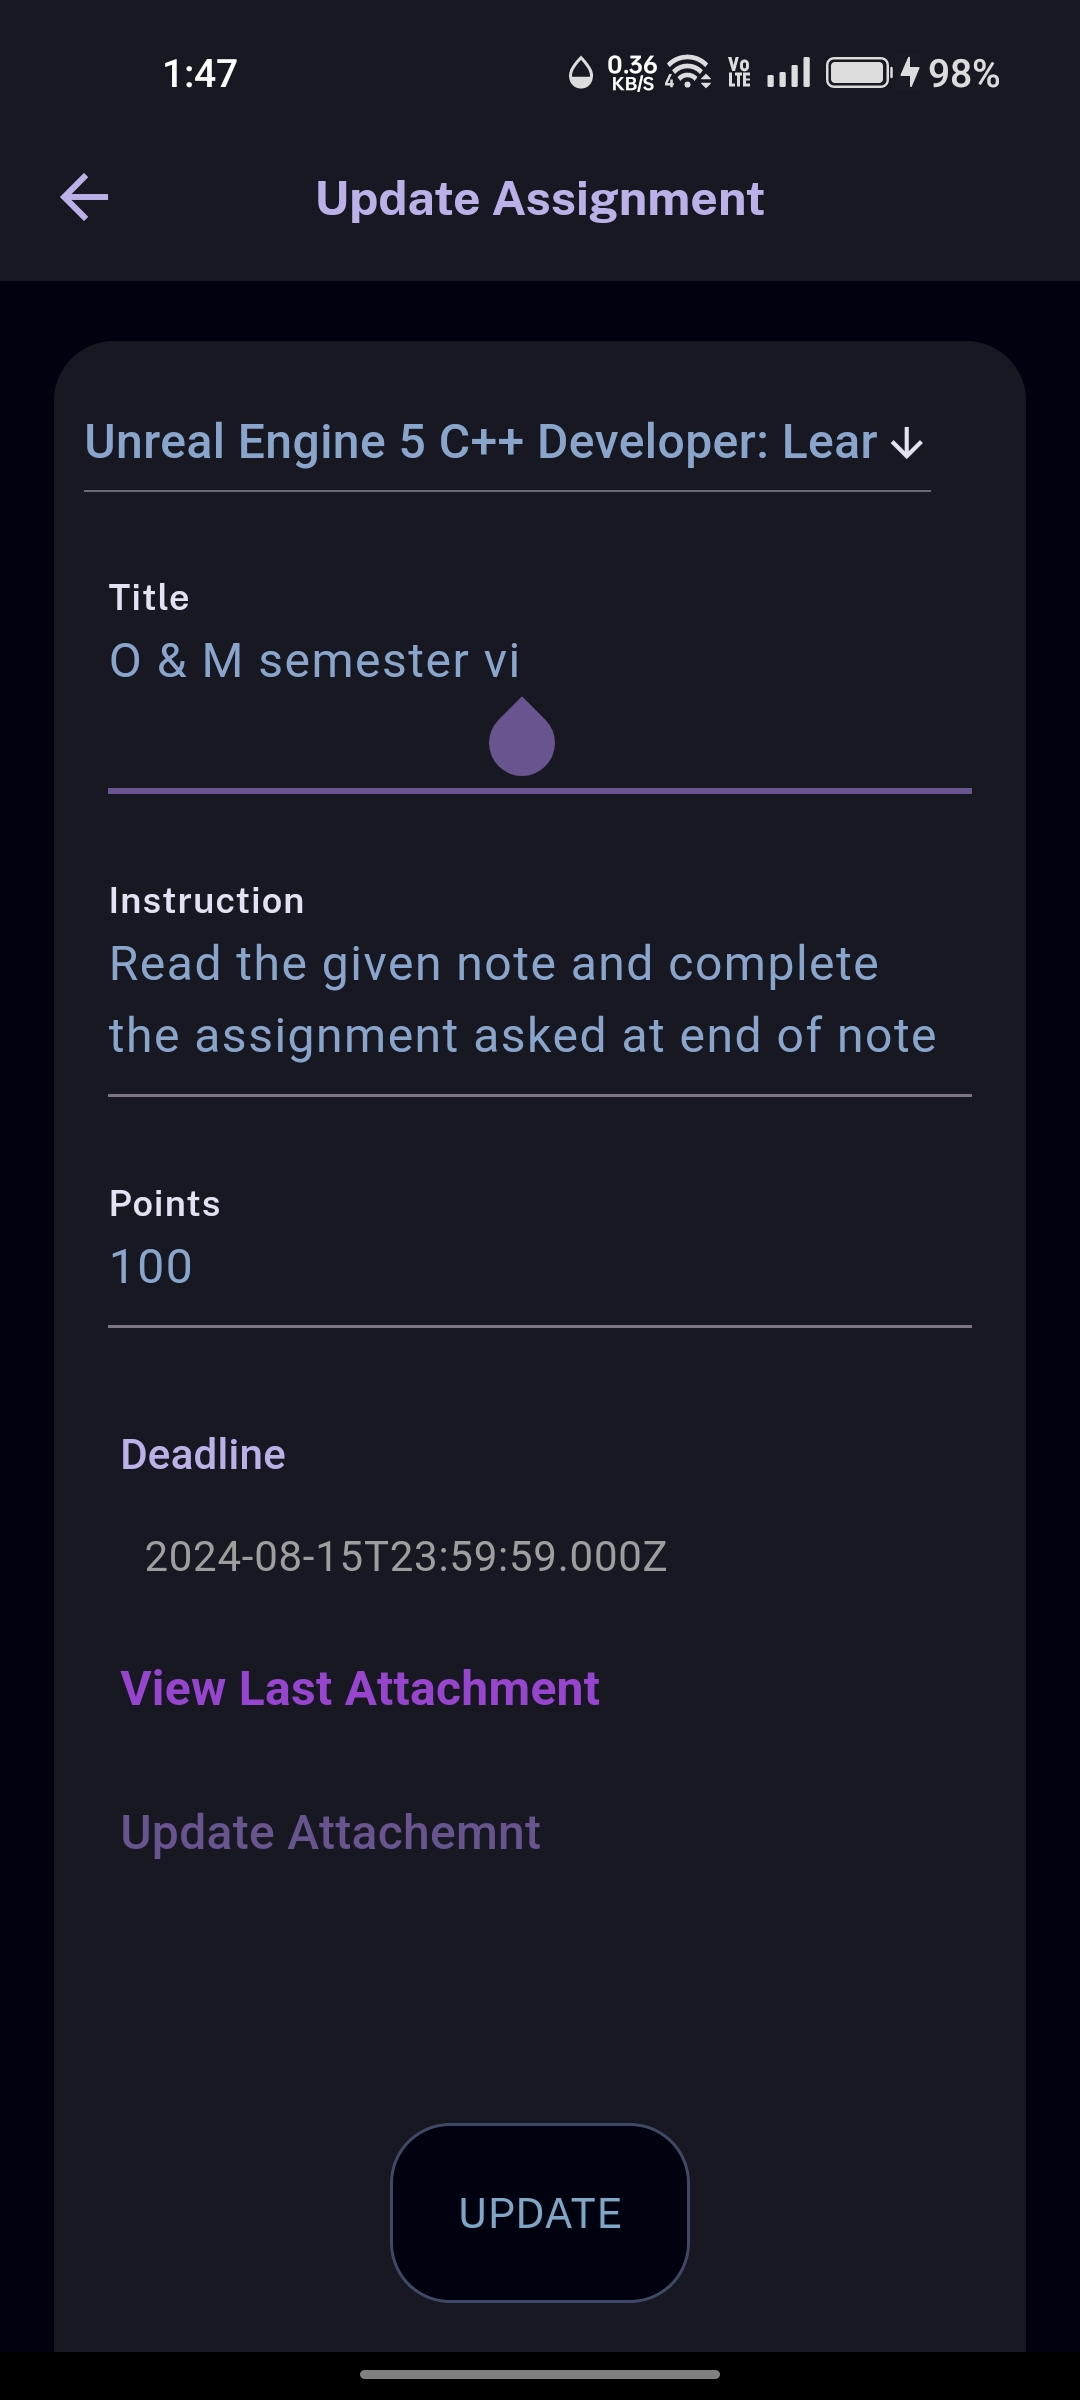 1:47
0.36
KB/S
4
Vo
LTE
98%
Update Assignment
Unreal Engine 5 C++ Developer: Lear
Title
O & M semester vi
Instruction
Read the given note and complete
the assignment asked at end of note
Points
100
Deadline
2024-08-15T23:59:59.000Z
View Last Attachment
Update Attachemnt
UPDATE